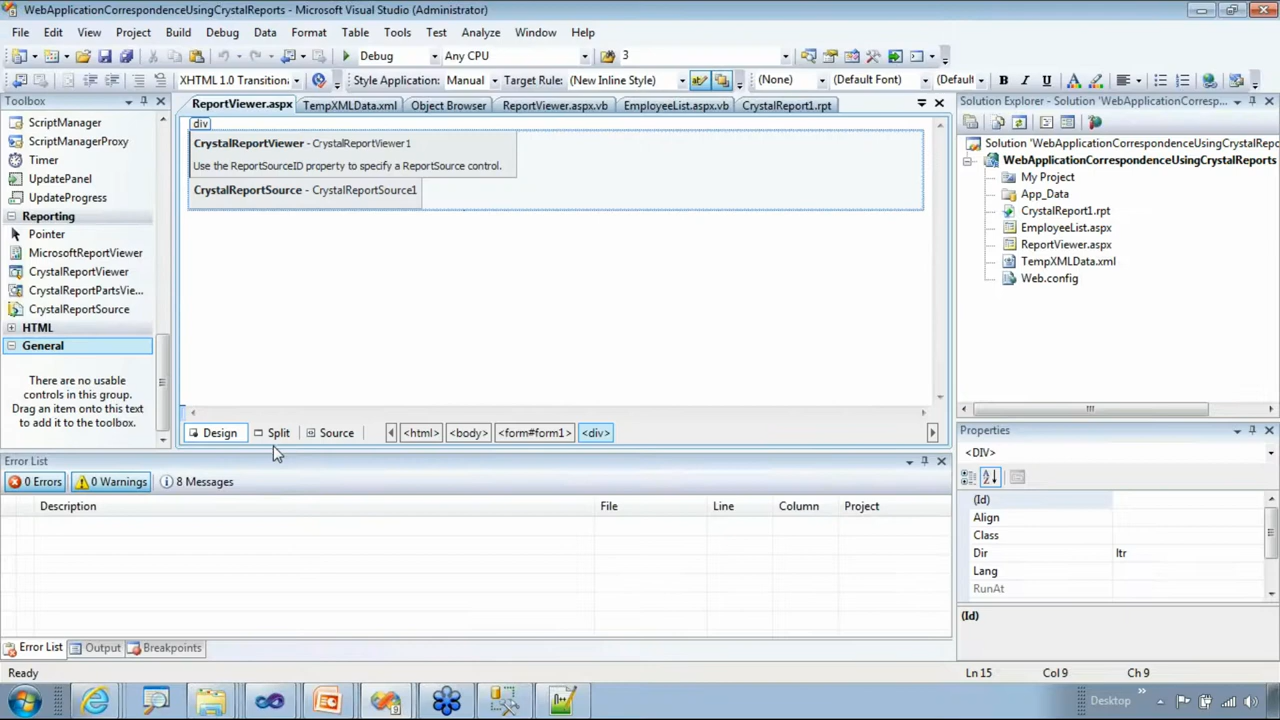 WebApplicationCorrespondenceUsingCrystalReports - Microsoft Visual Studio (Administrator)
File Edit View Project Build Debug Data Format Table Tools Test Analyze Window Help
Debug Any CPU 3
XHTML 1.0 Transition Style Application: Manual Target Rule: (New Inline Style) (None) (Default Font) (Default B I U A
Toolbox
ScriptManager
ScriptManagerProxy
Timer
UpdatePanel
UpdateProgress
Reporting
Pointer
MicrosoftReportViewer
CrystalReportViewer
CrystalReportPartsVie...
CrystalReportSource
HTML
General
There are no usable
controls in this group.
Drag an item onto this text
to add it to the toolbox.
ReportViewer.aspx TempXMLData.xml Object Browser ReportViewer.aspx.vb EmployeeList.aspx.vb CrystalReport1.rpt
div
CrystalReportViewer - CrystalReportViewer1
Use the ReportSourceID property to specify a ReportSource control.
CrystalReportSource - CrystalReportSource1
Design Split Source <html> <body> <form#form1> <div>
Solution Explorer - Solution 'WebApplicationCorresp...
Solution 'WebApplicationCorrespondenceUsingCrystalRepo
WebApplicationCorrespondenceUsingCrystalReports
My Project
App_Data
CrystalReport1.rpt
EmployeeList.aspx
ReportViewer.aspx
TempXMLData.xml
Web.config
Properties
<DIV>
(Id)
Align
Class
Dir ltr
Lang
RunAt
(Id)
Error List
0 Errors 0 Warnings 8 Messages
Description File Line Column Project
Error List Output Breakpoints
Ready Ln 15 Col 9 Ch 9
Desktop